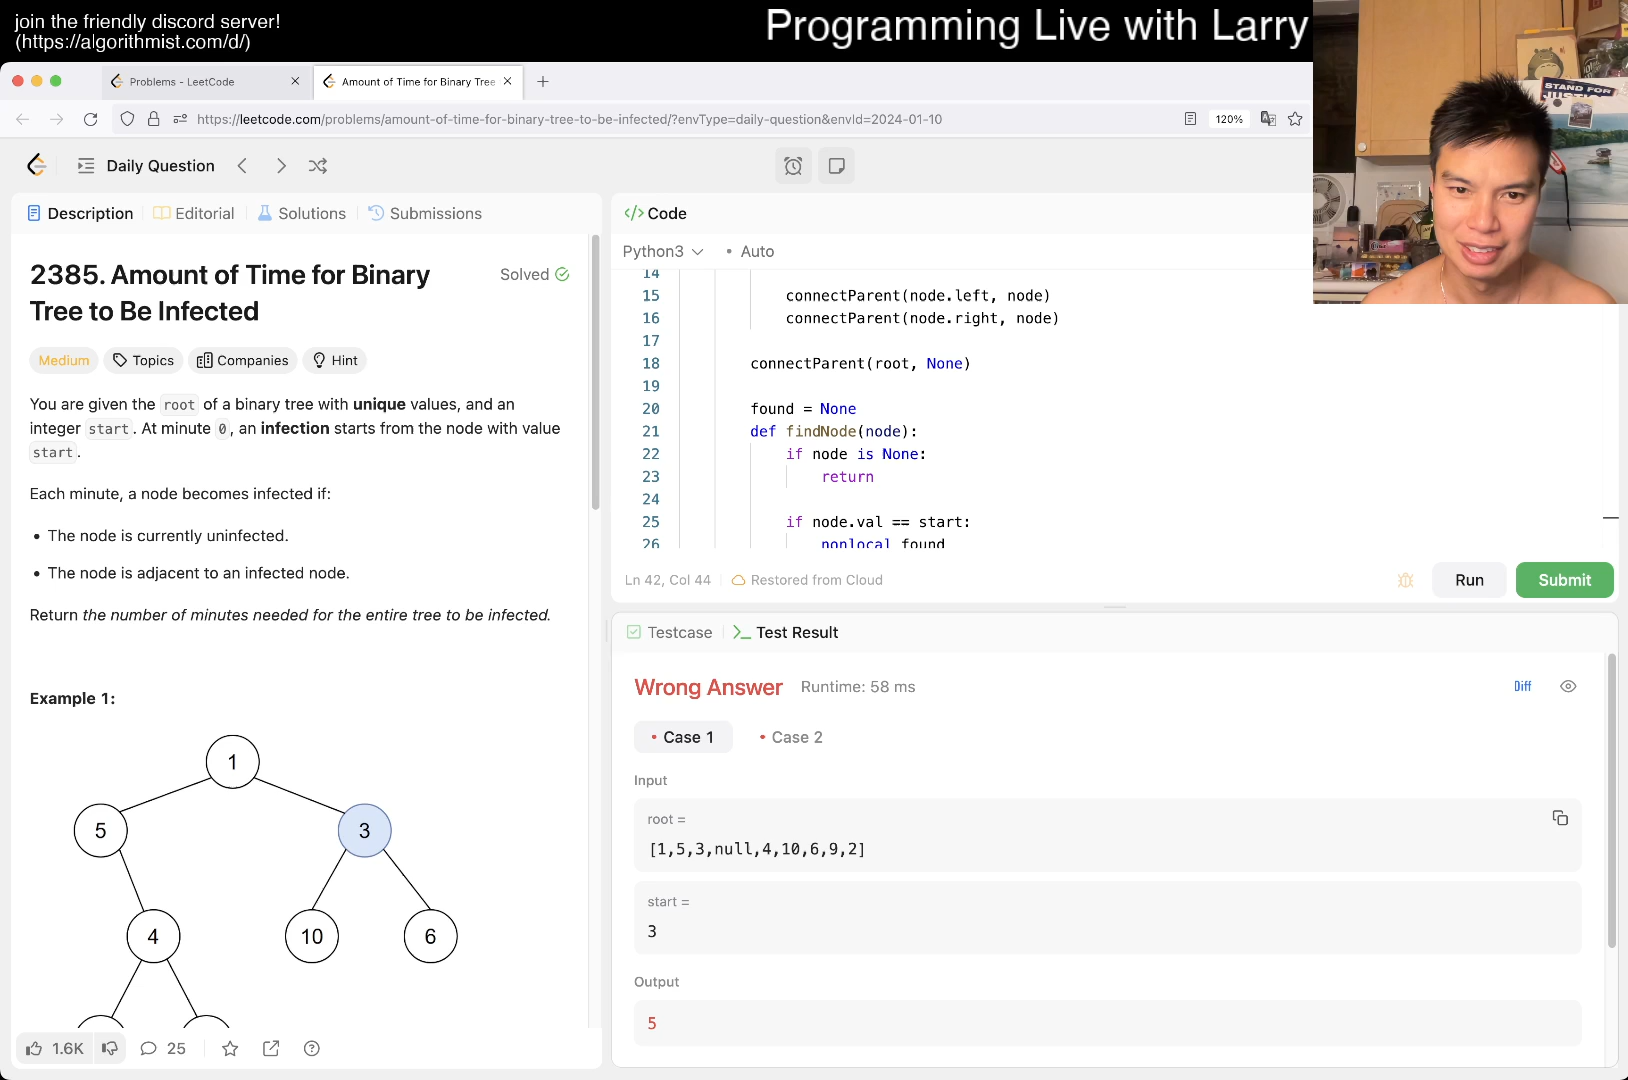 join the friendly discord server!
(https://algorithmist.com/d/)
Programming Live with Larry
STAND FOR
Problems - LeetCode
Amount of Time for Binary Tree
https://leetcode.com/problems/amount-of-time-for-binary-tree-to-be-infected/?envType=daily-question&envId=2024-01-10
120%
Daily Question
Description
Editorial
Solutions
Submissions
2385. Amount of Time for Binary
Tree to Be Infected
Solved
Medium
Topics
Companies
Hint
You are given the root of a binary tree with unique values, and an
integer start. At minute 0, an infection starts from the node with value
start.
Each minute, a node becomes infected if:
• The node is currently uninfected.
• The node is adjacent to an infected node.
Return the number of minutes needed for the entire tree to be infected.
Example 1:
1
5
3
4
10
6
1.6K
25
</> Code
Python3
• Auto
14
15 connectParent(node.left, node)
16 connectParent(node.right, node)
17
18 connectParent(root, None)
19
20 found = None
21 def findNode(node):
22 if node is None:
23 return
24
25 if node.val == start:
26 nonlocal found
Ln 42, Col 44
Restored from Cloud
Run
Submit
Testcase
Test Result
Wrong Answer
Runtime: 58 ms
Diff
• Case 1
• Case 2
Input
root =
[1,5,3,null,4,10,6,9,2]
start =
3
Output
5